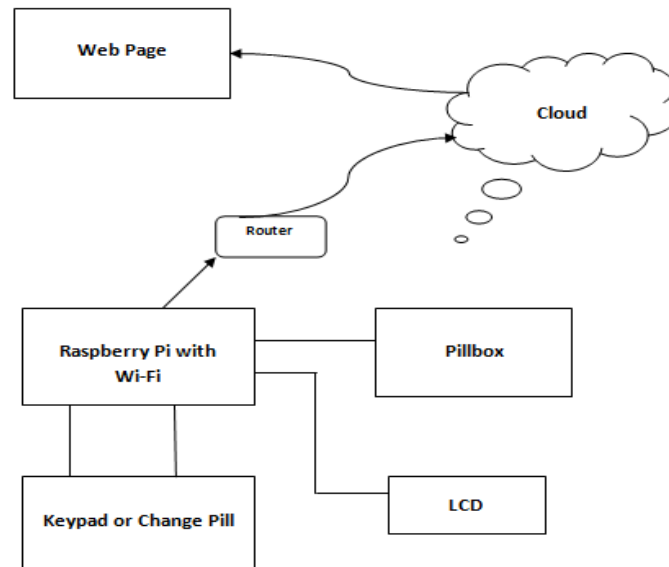 Web Page
Cloud
Router
Raspberry Pi with
Wi-Fi
Pillbox
Keypad or Change Pill
LCD